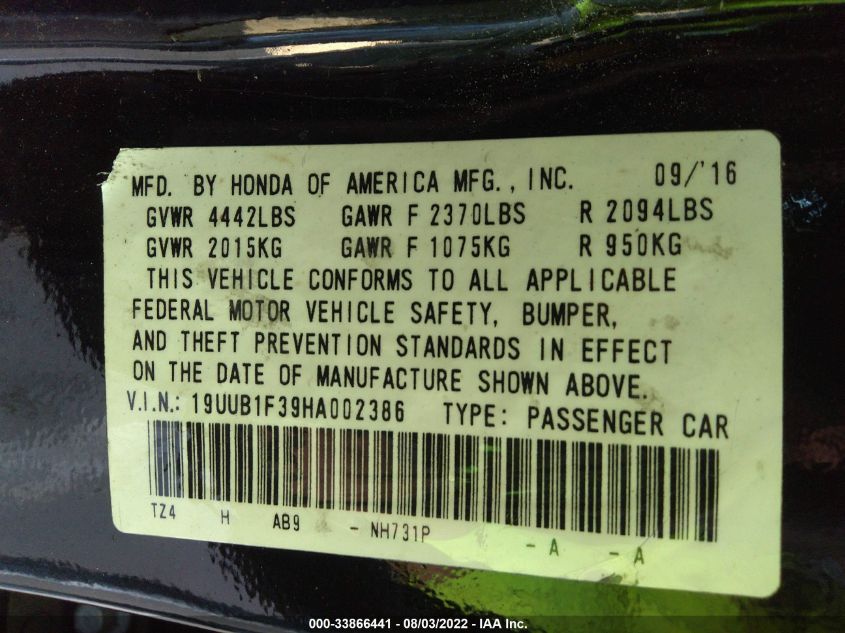 MFD. BY HONDA OF AMERICA MFG., INC. 09/'16
GVWR 4442LBS GAWR F 2370LBS R 2094LBS
GVWR 2015KG GAWR F 1075KG R 950KG
THIS VEHICLE CONFORMS TO ALL APPLICABLE
FEDERAL MOTOR VEHICLE SAFETY, BUMPER,
AND THEFT PREVENTION STANDARDS IN EFFECT
ON THE DATE OF MANUFACTURE SHOWN ABOVE.
V.I.N.: 19UUB1F39HA002386 TYPE: PASSENGER CAR
TZ4 H AB9 - NH731P - A - A
000-33866441 - 08/03/2022 - IAA Inc.